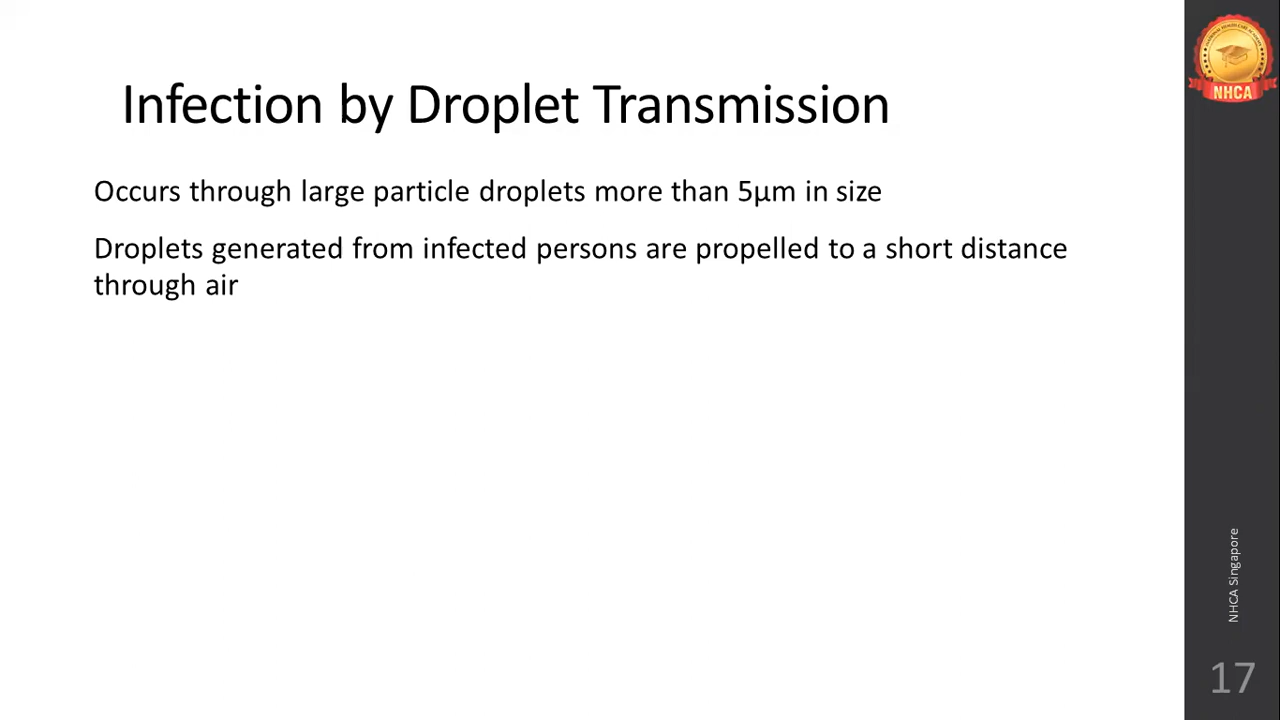 Infection by Droplet Transmission
Occurs through large particle droplets more than 5µm in size
Droplets generated from infected persons are propelled to a short distance
through air
NHCA
NHCA Singapore
17